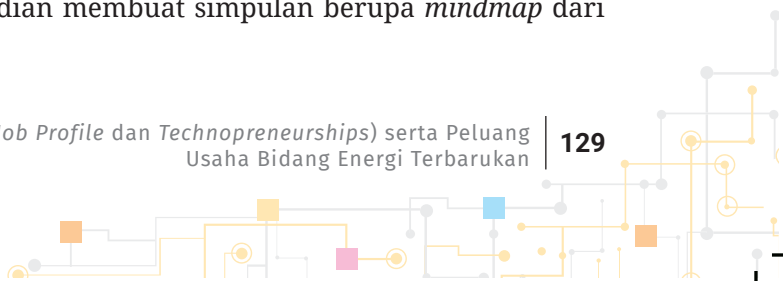 dian membuat simpulan berupa mindmap dari
ob Profile dan Technopreneurships) serta Peluang
Usaha Bidang Energi Terbarukan
129